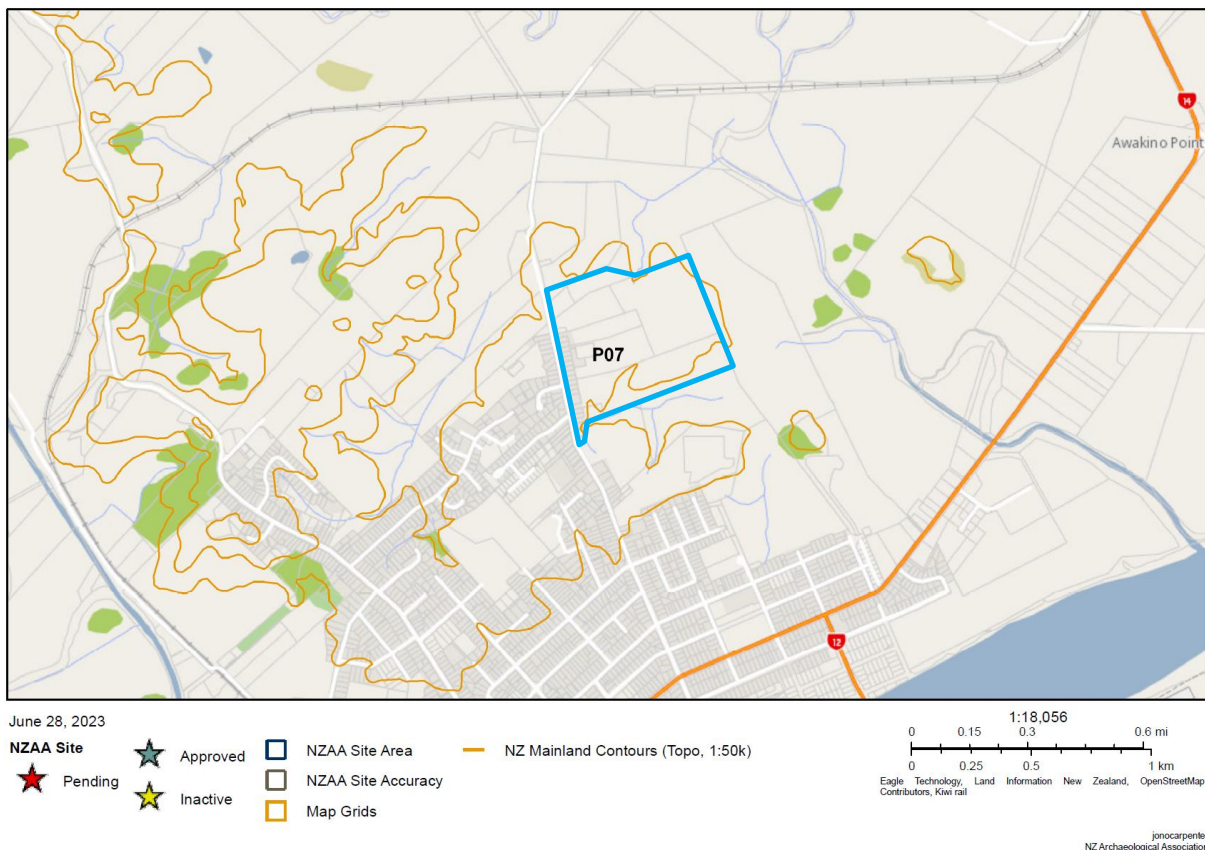 14
Awakino Point
P07
12
June 28, 2023
NZAA Site
Pending
Approved
Inactive
NZAA Site Area
NZAA Site Accuracy
Map Grids
NZ Mainland Contours (Topo, 1:50k)
1:18,056
0 0.15 0.3 0.6 mi
0 0.25 0.5 1 km
Eagle Technology, Land Information New Zealand, OpenStreetMap
Contributors, Kiwi rail
jonocarpente
NZ Archaeological Association